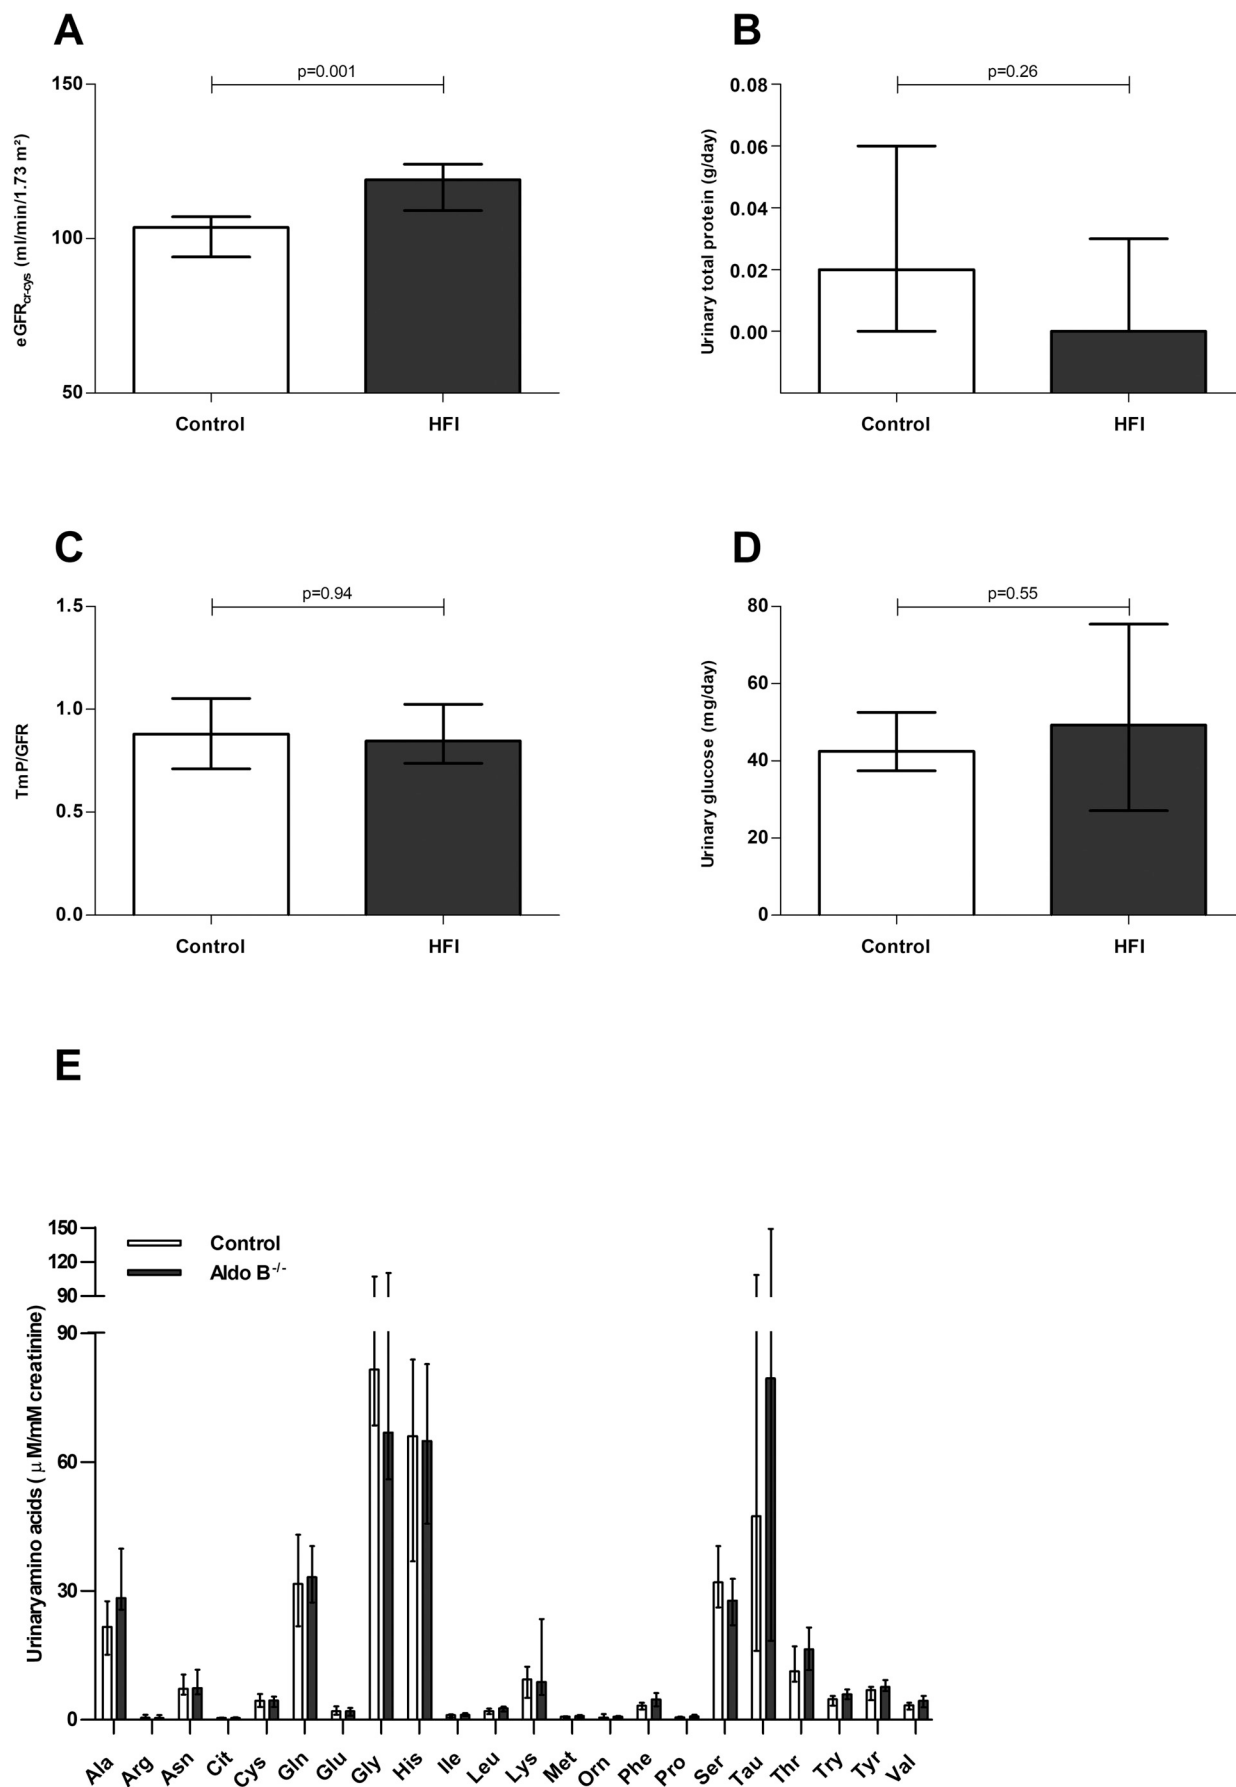 A
p=0.001
150
100
50
eGFRcr-cys (ml/min/1.73 m²)
Control
HFI
B
p=0.26
0.08
0.06
0.04
0.02
0.00
Urinary total protein (g/day)
Control
HFI
C
p=0.94
1.5
1.0
0.5
0.0
TmP/GFR
Control
HFI
D
p=0.55
80
60
40
20
0
Urinary glucose (mg/day)
Control
HFI
E
150
120
90
90
60
30
0
Urinaryamino acids ( μ M/mM creatinine)
Control
Aldo B-/-
Ala
Arg
Asn
Cit
Cys
Gln
Glu
Gly
His
Ile
Leu
Lys
Met
Orn
Phe
Pro
Ser
Tau
Thr
Try
Tyr
Val